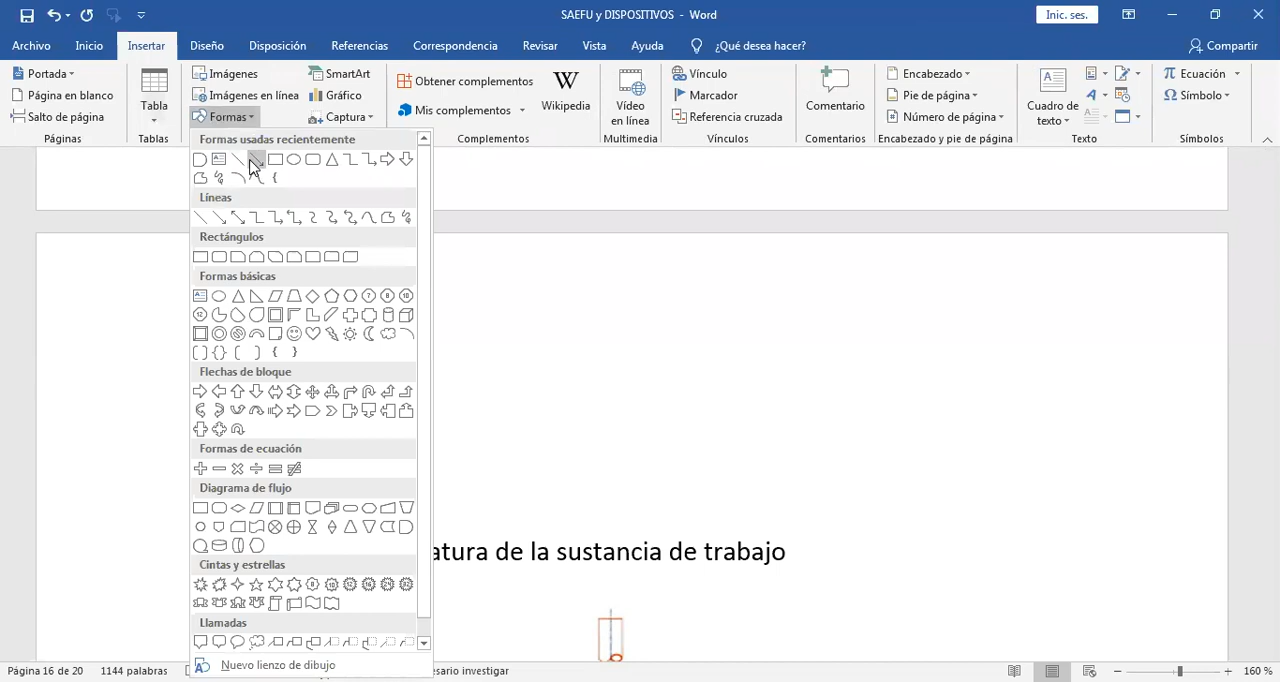 SAEFU y DISPOSITIVOS - Word
Inic. ses.
Archivo Inicio Insertar Diseño Disposición Referencias Correspondencia Revisar Vista Ayuda ¿Qué desea hacer? Compartir
Portada
Página en blanco
Salto de página
Páginas
Tabla
Tablas
Imágenes
Imágenes en línea
Formas
SmartArt
Gráfico
Captura
Obtener complementos
Mis complementos
Wikipedia
Complementos
Vídeo
en línea
Multimedia
Vínculo
Marcador
Referencia cruzada
Vínculos
Comentario
Comentarios
Encabezado
Pie de página
Número de página
Encabezado y pie de página
Cuadro de
texto
Texto
Ecuación
Símbolo
Símbolos
Formas usadas recientemente
Líneas
Rectángulos
Formas básicas
Flechas de bloque
Formas de ecuación
Diagrama de flujo
Cintas y estrellas
Llamadas
Nuevo lienzo de dibujo
atura de la sustancia de trabajo
Página 16 de 20 1144 palabras esario investigar 160 %